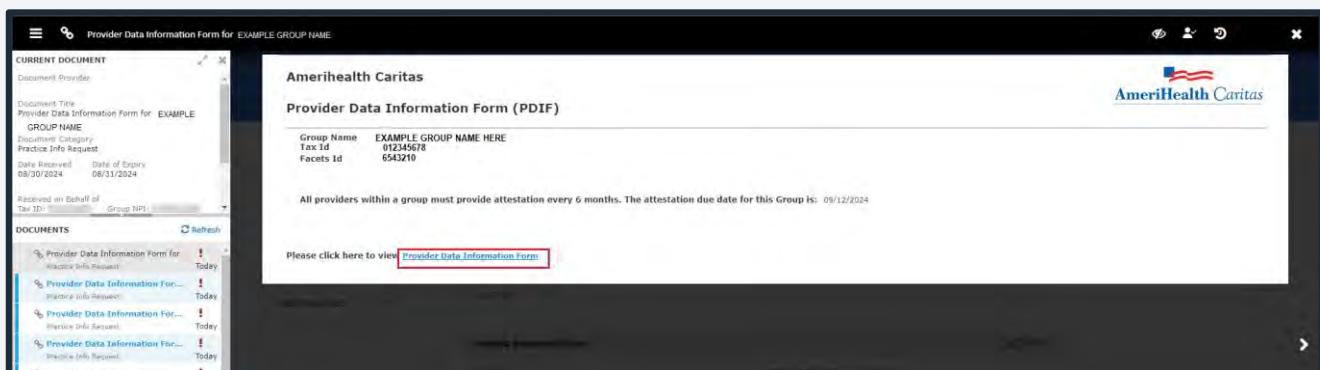 Provider Data Information Form for EXAMPLE GROUP NAME
CURRENT DOCUMENT
Document Provider
Document Title
Provider Data Information Form for EXAMPLE
GROUP NAME
Document Category
Practice Info Request
Date Received Date of Expiry
08/30/2024 08/31/2024
Received on Behalf of
Tax ID: Group NPI:
DOCUMENTS Refresh
Provider Data Information Form for !
Practice Info Request Today
Provider Data Information For... !
Practice Info Request Today
Provider Data Information For... !
Practice Info Request Today
Provider Data Information For... !
Practice Info Request Today
Amerihealth Caritas
AmeriHealth Caritas
Provider Data Information Form (PDIF)
Group Name EXAMPLE GROUP NAME HERE
Tax Id 012345678
Facets Id 6543210
All providers within a group must provide attestation every 6 months. The attestation due date for this Group is: 09/12/2024
Please click here to view Provider Data Information Form